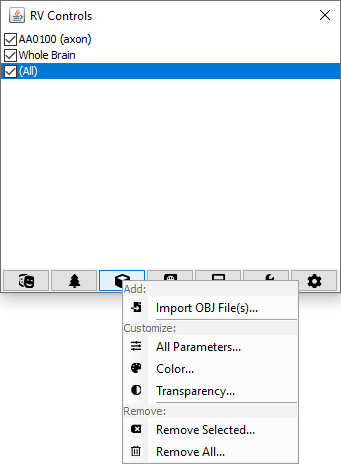 RV Controls
AA0100 (axon)
Whole Brain
(All)
Add:
Import OBJ File(s)...
Customize:
All Parameters...
Color...
Transparency...
Remove:
Remove Selected...
Remove All...